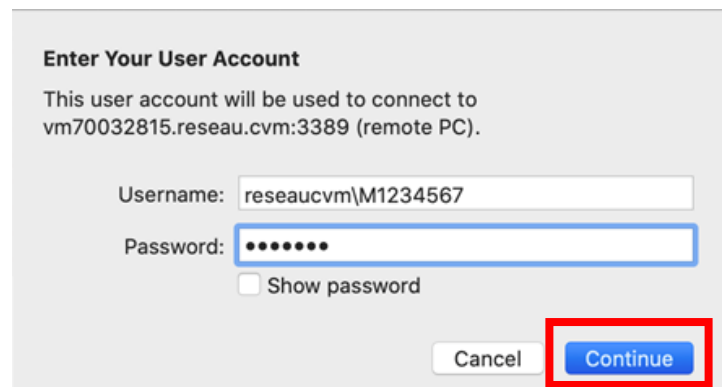 Enter Your User Account
This user account will be used to connect to
vm70032815.reseau.cvm:3389 (remote PC).
Username: reseaucvm\M1234567
Password: •••••••
Show password
Cancel Continue